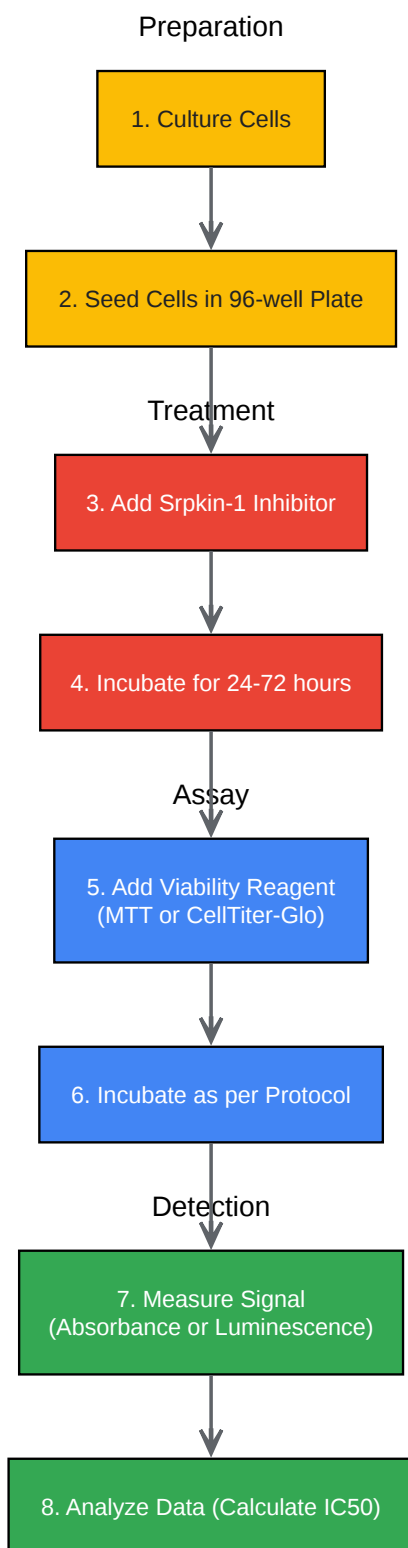 Preparation
1. Culture Cells
2. Seed Cells in 96-well Plate
Treatment
3. Add Srpkin-1 Inhibitor
4. Incubate for 24-72 hours
Assay
5. Add Viability Reagent
(MTT or CellTiter-Glo)
6. Incubate as per Protocol
Detection
7. Measure Signal
(Absorbance or Luminescence)
8. Analyze Data (Calculate IC50)